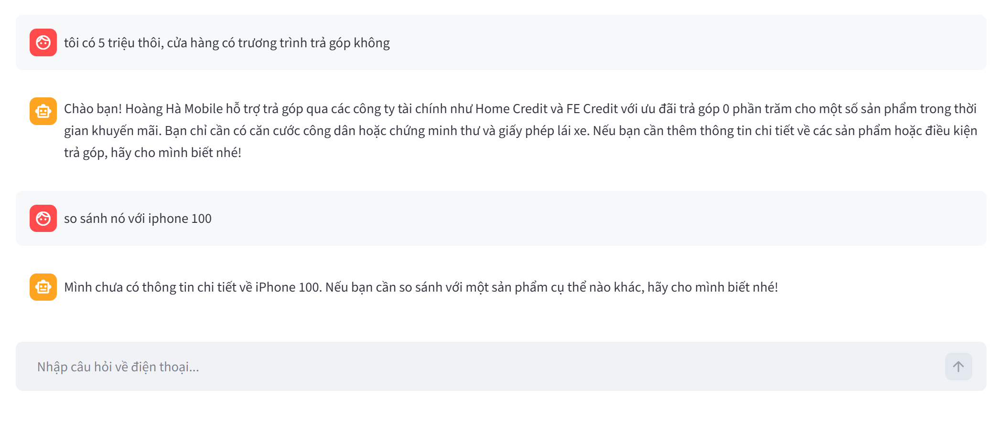 tôi có 5 triệu thôi, cửa hàng có trương trình trả góp không
Chào bạn! Hoàng Hà Mobile hỗ trợ trả góp qua các công ty tài chính như Home Credit và FE Credit với ưu đãi trả góp 0 phần trăm cho một số sản phẩm trong thời
gian khuyến mãi. Bạn chỉ cần có căn cước công dân hoặc chứng minh thư và giấy phép lái xe. Nếu bạn cần thêm thông tin chi tiết về các sản phẩm hoặc điều kiện
trả góp, hãy cho mình biết nhé!
so sánh nó với iphone 100
Mình chưa có thông tin chi tiết về iPhone 100. Nếu bạn cần so sánh với một sản phẩm cụ thể nào khác, hãy cho mình biết nhé!
Nhập câu hỏi về điện thoại...